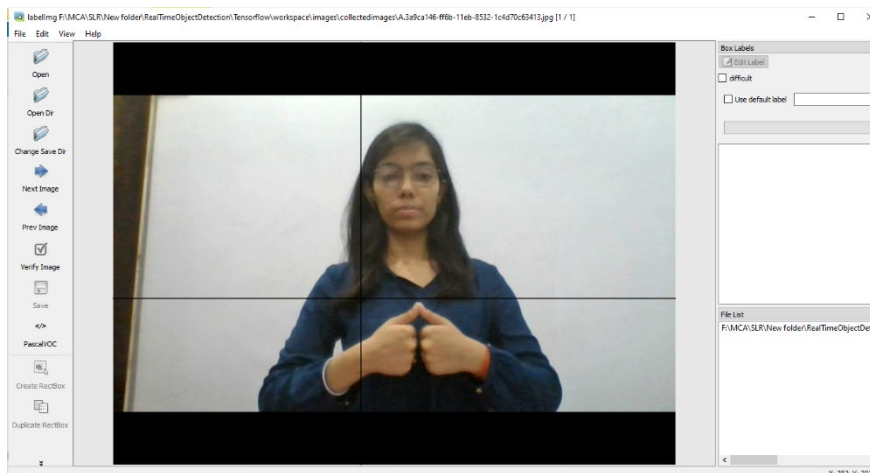 labelImg F:\MCA\SLR\New folder\RealTimeObjectDetection\Tensorflow\workspace\images\collectedimages\A.3a9ca146-ff6b-11eb-8532-1c4d70c63413.jpg [1 / 1]
File Edit View Help
Open
Open Dir
Change Save Dir
Next Image
Prev Image
Verify Image
Save
</>
PascalVOC
Create RectBox
Duplicate RectBox
Box Labels
Edit Label
difficult
Use default label
File List
F:\MCA\SLR\New folder\RealTimeObjectDet